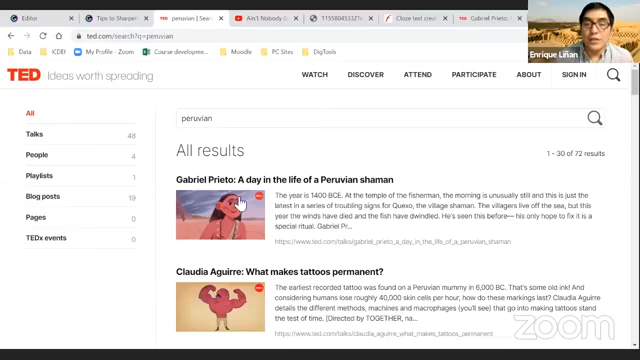 Editor
Tips to Sharpen
peruvian | Sear
Ain't Nobody G
1155804533Z
Cloze test creat
Gabriel Prieto:
ted.com/search?q=peruvian
Data
ICDEI
My Profile - Zoom
Course development...
Moodle
PC Sites
DigTools
Enrique Liñan
TED Ideas worth spreading
WATCH
DISCOVER
ATTEND
PARTICIPATE
ABOUT
SIGN IN
All
Talks 48
People 4
Playlists 1
Blog posts 19
Pages 0
TEDx events 0
peruvian
All results
1 - 30 of 72 results
Gabriel Prieto: A day in the life of a Peruvian shaman
The year is 1400 BCE. At the temple of the fisherman, the morning is unusually still and this is just the
latest in a series of troubling signs for Quexo, the village shaman. The villagers live off the sea, but this
year the winds have died and the fish have dwindled. He's seen this before— his only hope to fix it is a
special ritual. Gabriel Pr...
https://www.ted.com/talks/gabriel_prieto_a_day_in_the_life_of_a_peruvian_shaman
Claudia Aguirre: What makes tattoos permanent?
The earliest recorded tattoo was found on a Peruvian mummy in 6,000 BC. That's some old ink! And
considering humans lose roughly 40,000 skin cells per hour, how do these markings last? Claudia Aguirre
details the different methods, machines and macrophages (you'll see) that go into making tattoos stand
the test of time. [Directed by TOGETHER, na...
https://www.ted.com/talks/claudia_aguirre_what_makes_tattoos_permanent
zoom